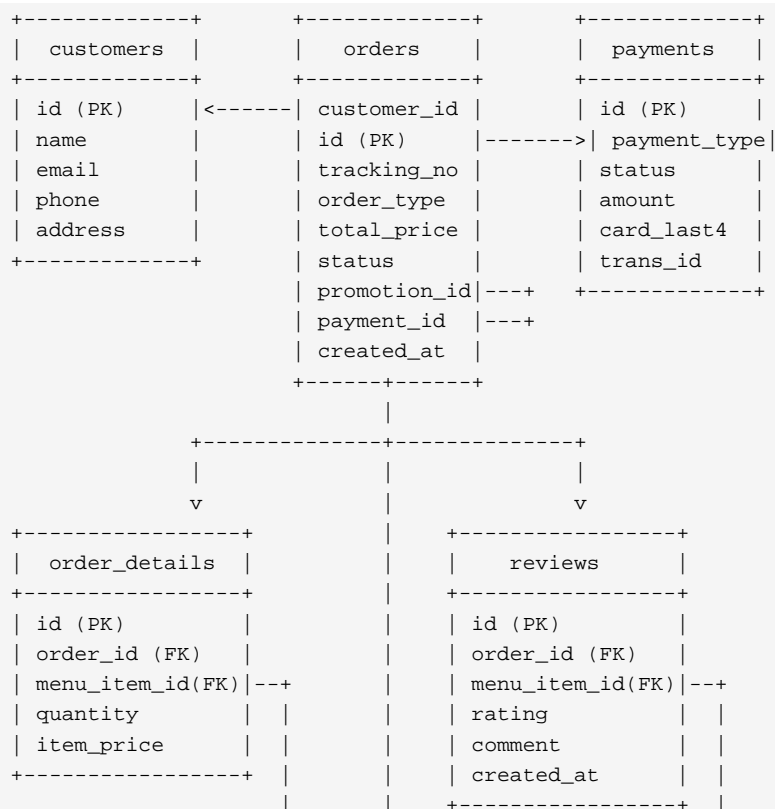 +-------------+       +-------------+       +-------------+
|  customers  |       |   orders    |       |  payments   |
+-------------+       +-------------+       +-------------+
| id (PK)     |<------| customer_id |       | id (PK)     |
| name        |       | id (PK)     |------->| payment_type|
| email       |       | tracking_no |       | status      |
| phone       |       | order_type  |       | amount      |
| address     |       | total_price |       | card_last4  |
+-------------+       | status      |       | trans_id    |
                      | promotion_id|---+   +-------------+
                      | payment_id  |---+
                      | created_at  |
                      +------+------+
                             |
              +--------------+--------------+
              |              |              |
              v              |              v
+-----------------+          |    +-----------------+
|  order_details  |          |    |    reviews      |
+-----------------+          |    +-----------------+
| id (PK)         |          |    | id (PK)         |
| order_id (FK)   |          |    | order_id (FK)   |
| menu_item_id(FK)|--+       |    | menu_item_id(FK)|--+
| quantity        |  |       |    | rating          |  |
| item_price      |  |       |    | comment         |  |
+-----------------+  |       |    | created_at      |  |
                     |       |    +-----------------+  |